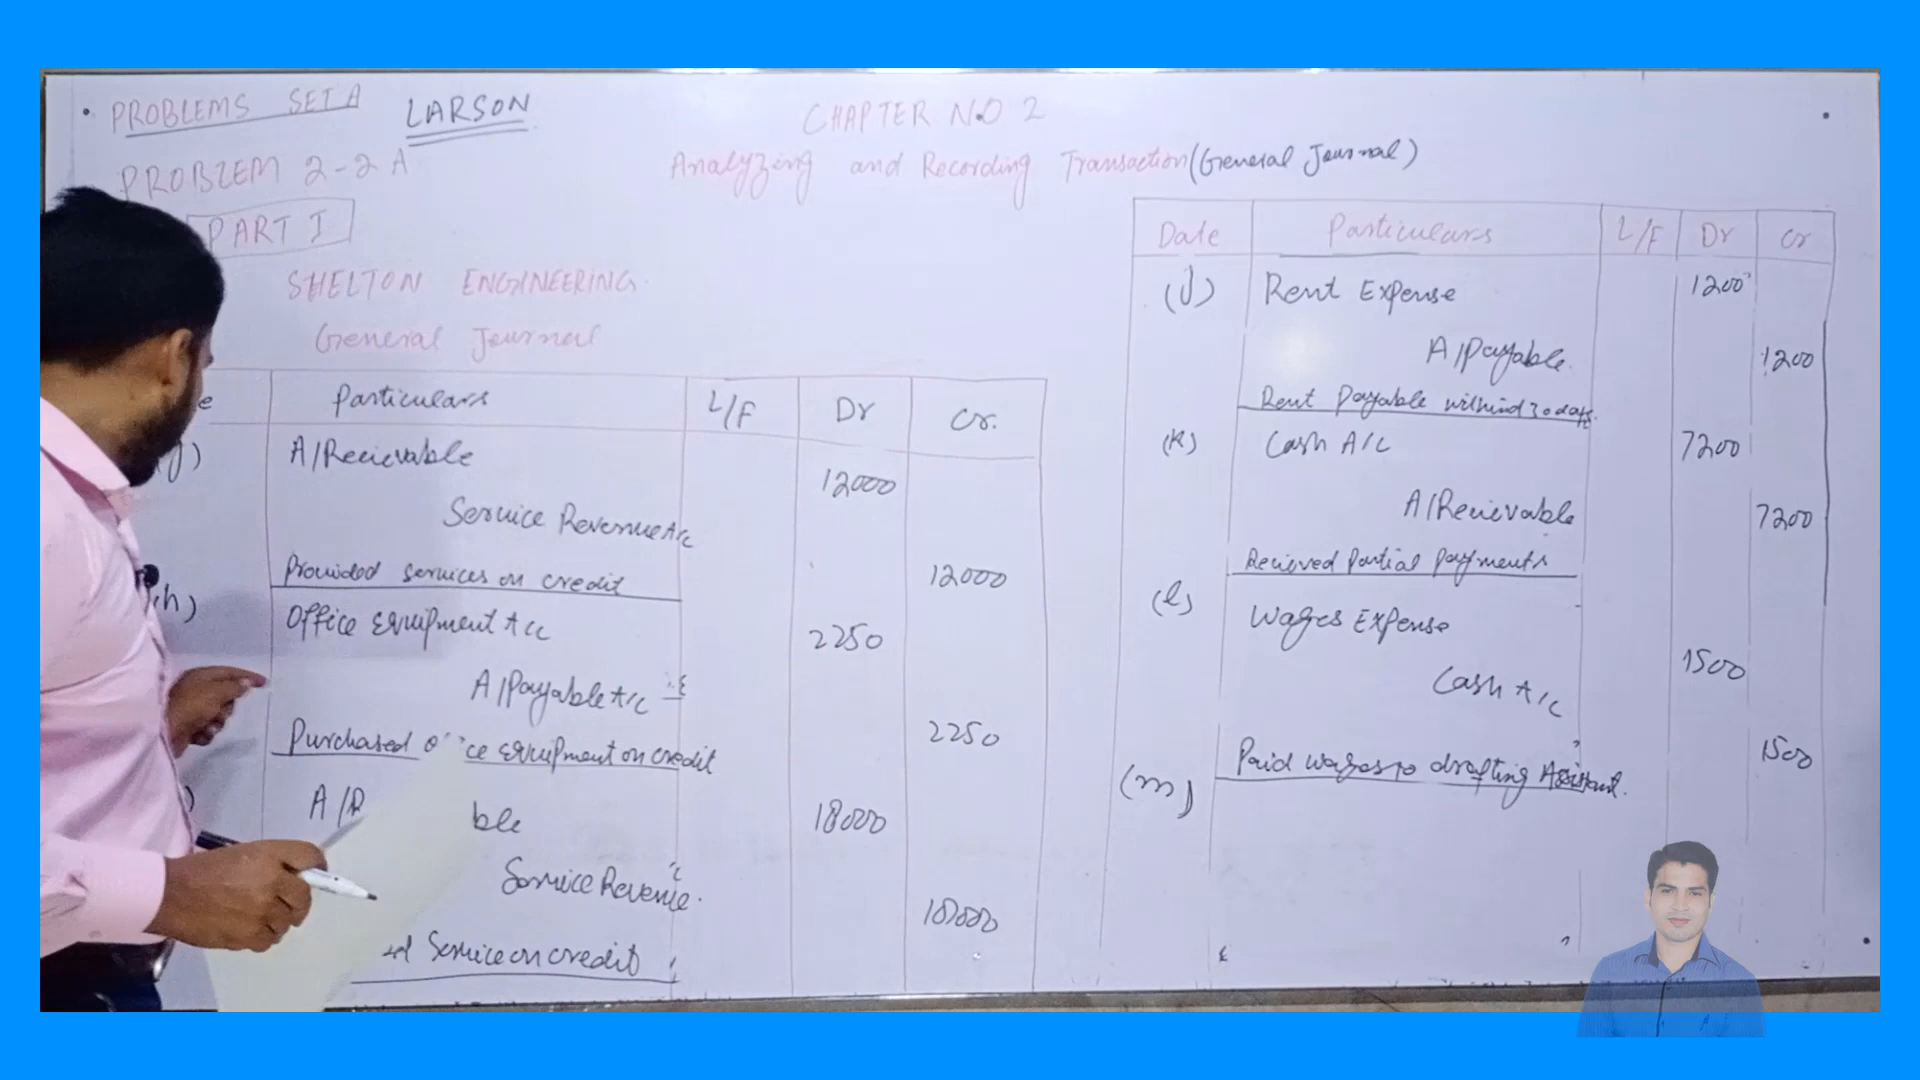 PROBLEMS SET A LARSON
CHAPTER NO 2
PROBLEM 2-2A
Analyzing and Recording Transaction (General Journal)
PART I
SHELTON ENGINEERING.
General Journal
e Particulars L/F Dr Cr.
g) A/Recievable 12000
Service Revenue A/c
Provided services on credit 12000
h) Office Equipment A/c 2250
A/Payable A/c
2250
Purchased ce equipment on credit
A/R ble 18000
Service Revenue.
18000
ed Service on credit
Date Particulars L/F Dr Cr
(J) Rent Expense 1200
A/Payable. 1200
Rent Payable withind 30 days.
(K) Cash A/C 7200
A/Recievable 7200
Recieved Partial Payments
(l) Wages Expense 1500
Cash A/C
1500
Paid wages to drafting Assistant.
(m)